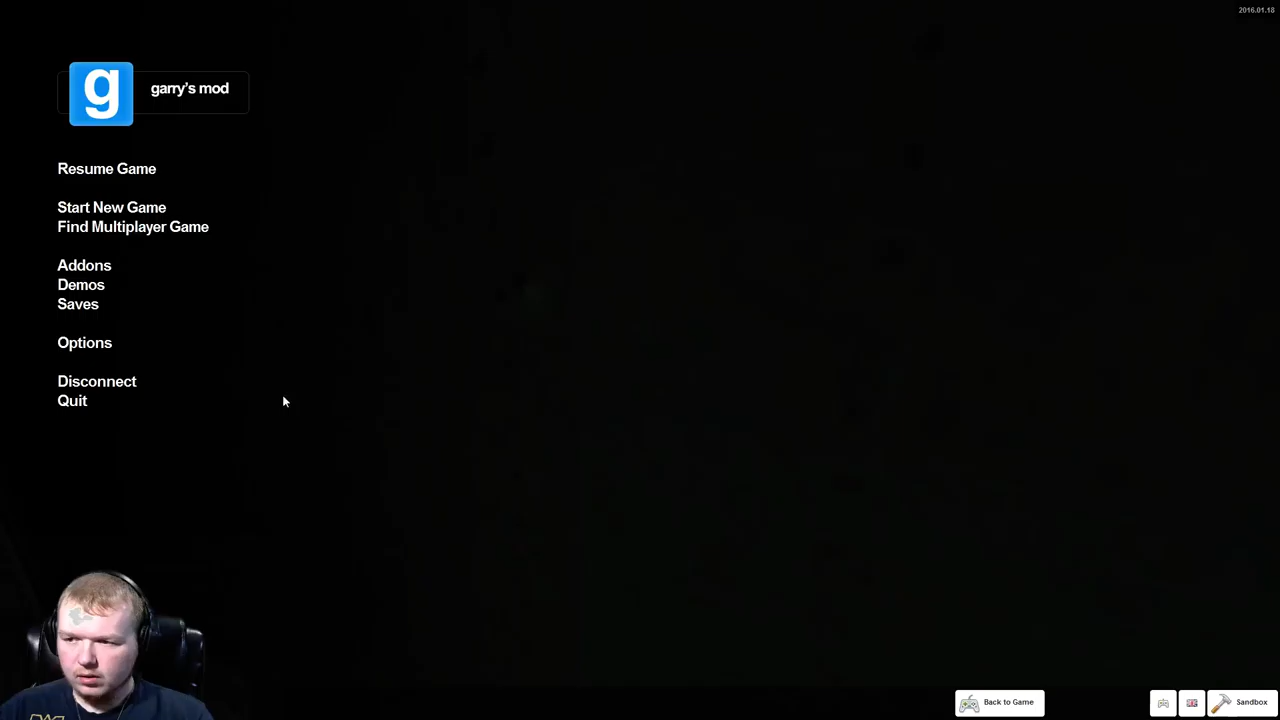 2016.01.18
g
garry's mod
Resume Game
Start New Game
Find Multiplayer Game
Addons
Demos
Saves
Options
Disconnect
Quit
Back to Game
Sandbox